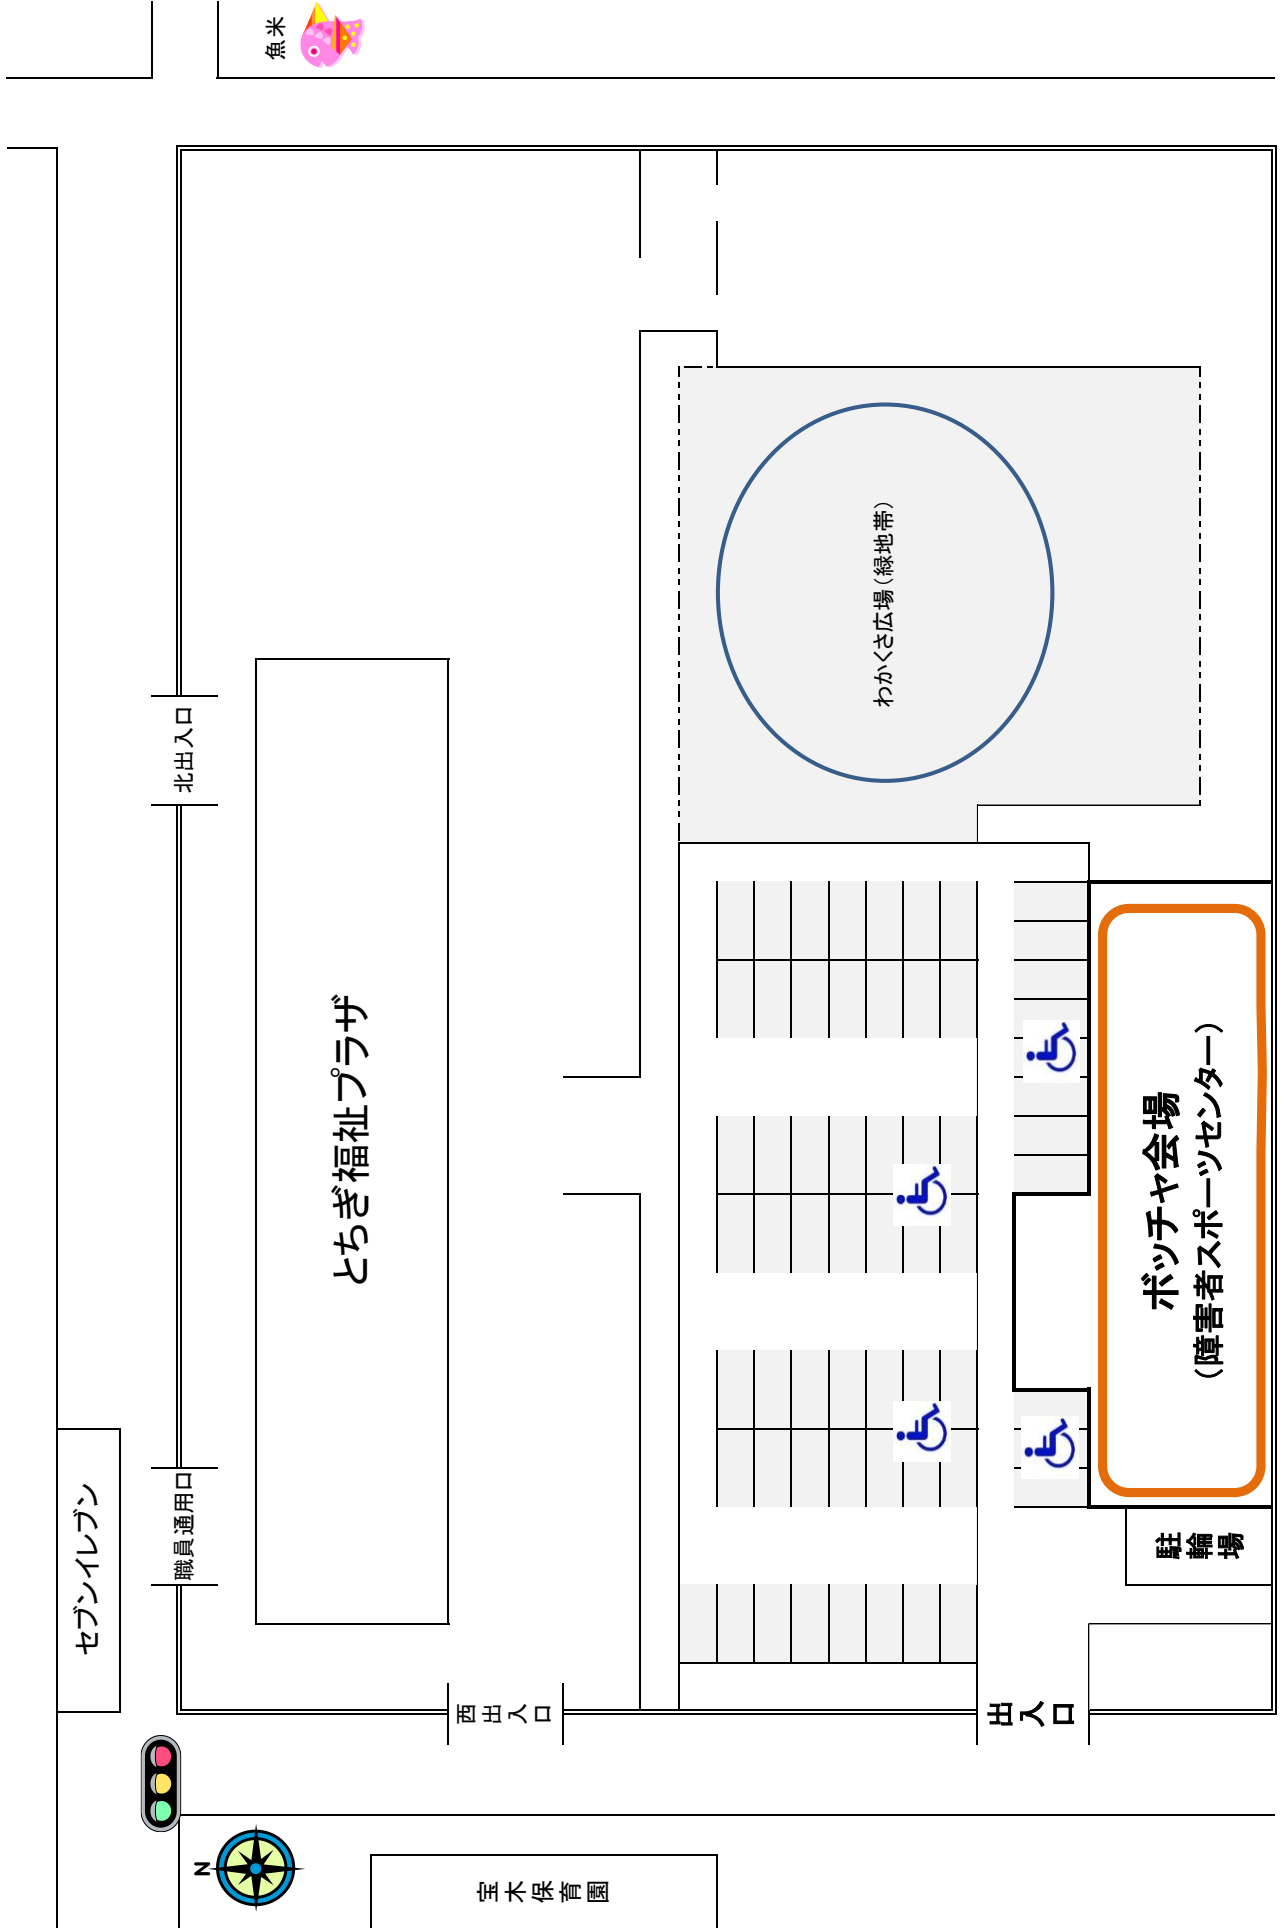 セブンイレブン
N
職員通用口
北出入口
魚米
とちぎ福祉プラザ
西出入口
宝木保育園
わかくさ広場（緑地帯）
出入口
ボッチャ会場
（障害者スポーツセンター）
駐輪場